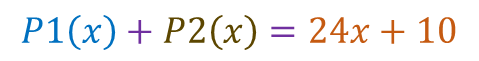 P1(x) + P2(x) = 24x + 10